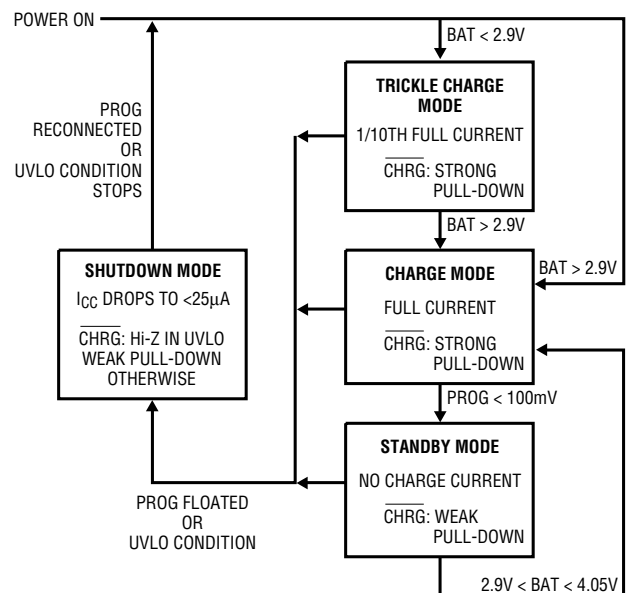 POWER ON
BAT < 2.9V
TRICKLE CHARGE
MODE
1/10TH FULL CURRENT
CHRG: STRONG
PULL-DOWN
PROG
RECONNECTED
OR
UVLO CONDITION
STOPS
BAT > 2.9V
SHUTDOWN MODE
ICC DROPS TO <25µA
CHRG: Hi-Z IN UVLO
WEAK PULL-DOWN
OTHERWISE
CHARGE MODE
FULL CURRENT
CHRG: STRONG
PULL-DOWN
BAT > 2.9V
PROG < 100mV
STANDBY MODE
NO CHARGE CURRENT
CHRG: WEAK
PULL-DOWN
PROG FLOATED
OR
UVLO CONDITION
2.9V < BAT < 4.05V